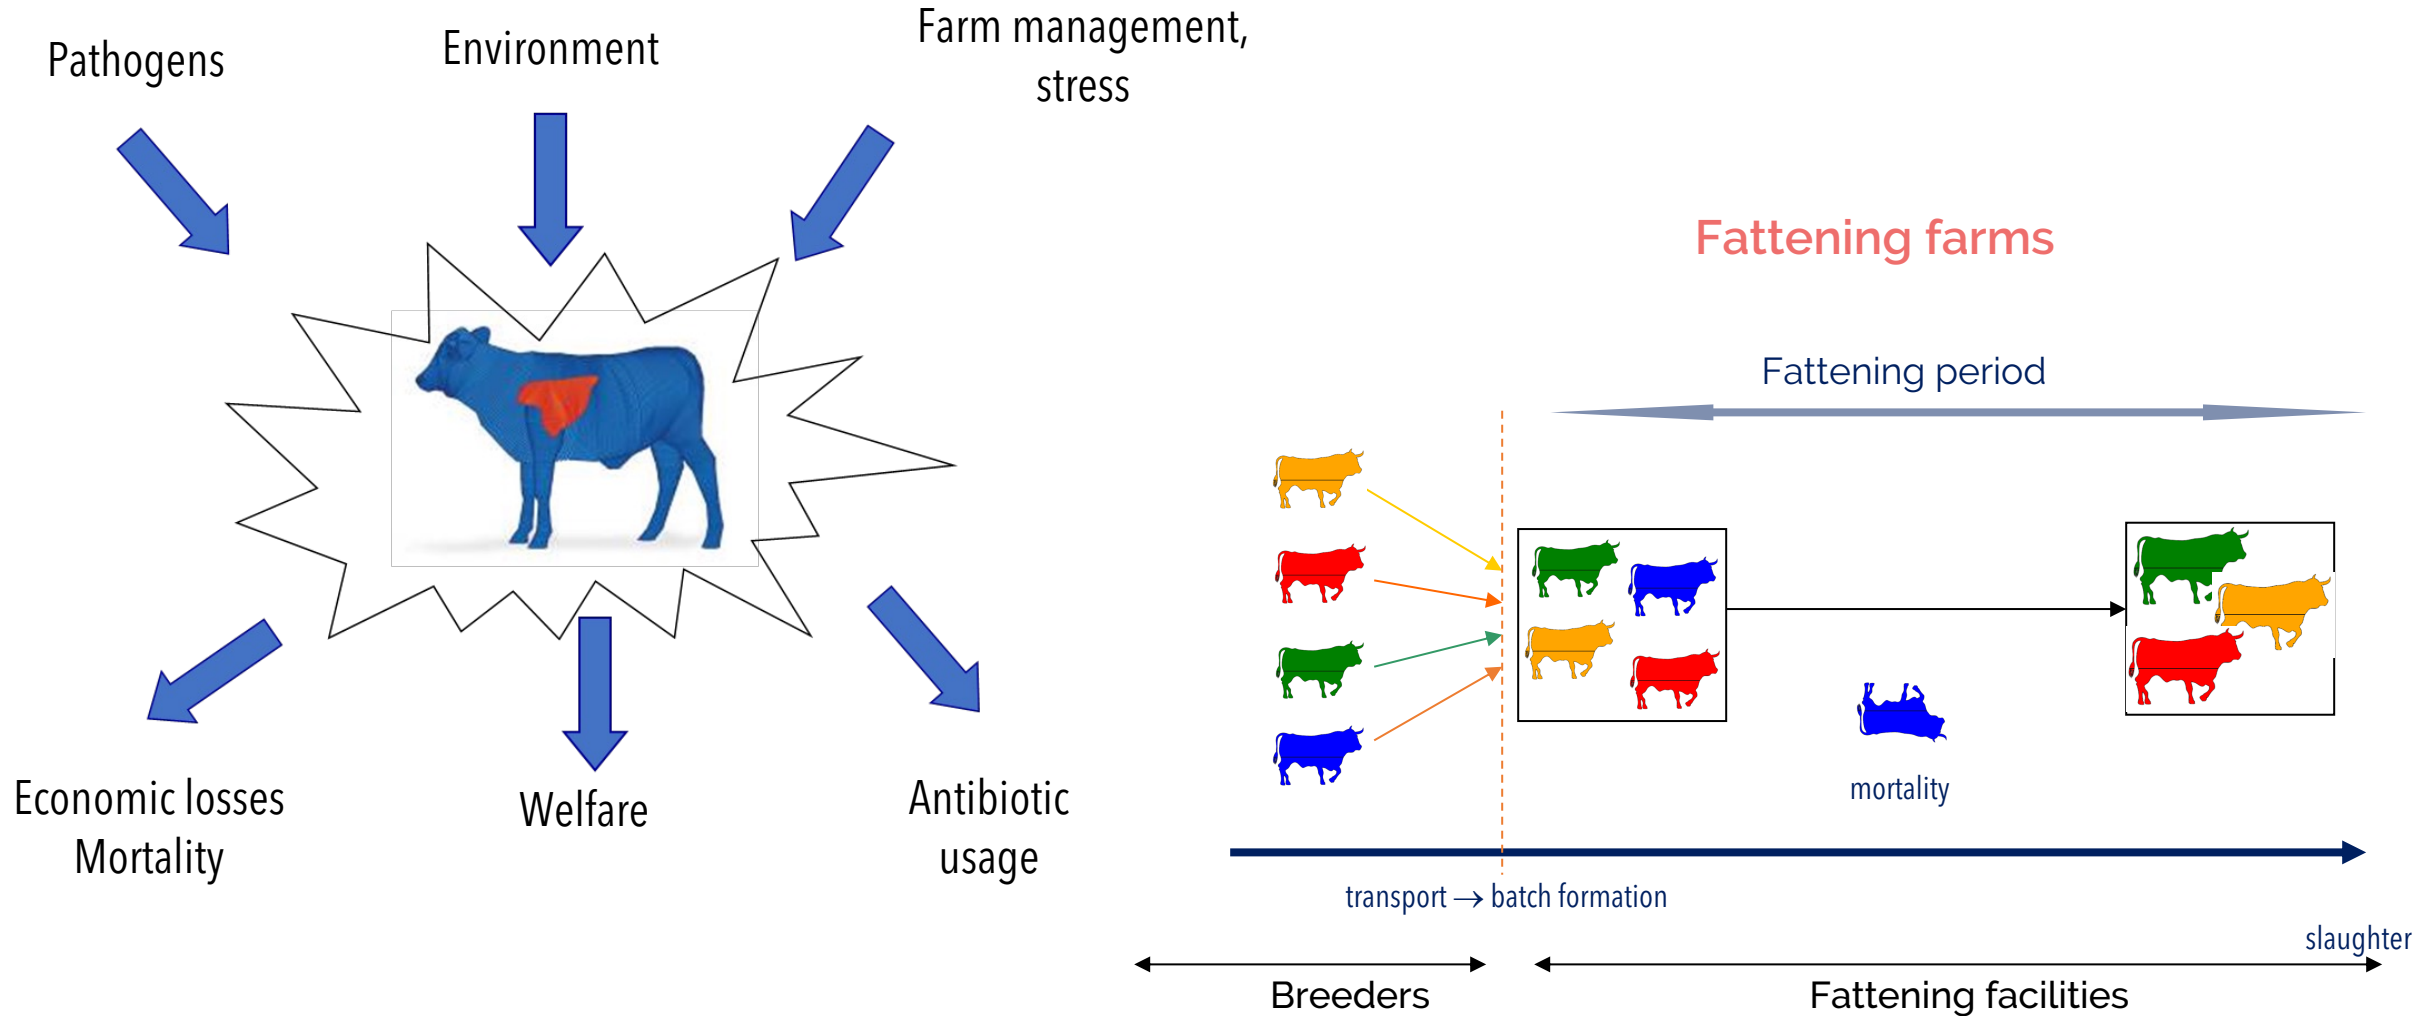 Pathogens
Environment
Farm management,
stress
Economic losses
Mortality
Welfare
Antibiotic
usage
Fattening farms
Fattening period
mortality
transport → batch formation
slaughter
Breeders
Fattening facilities